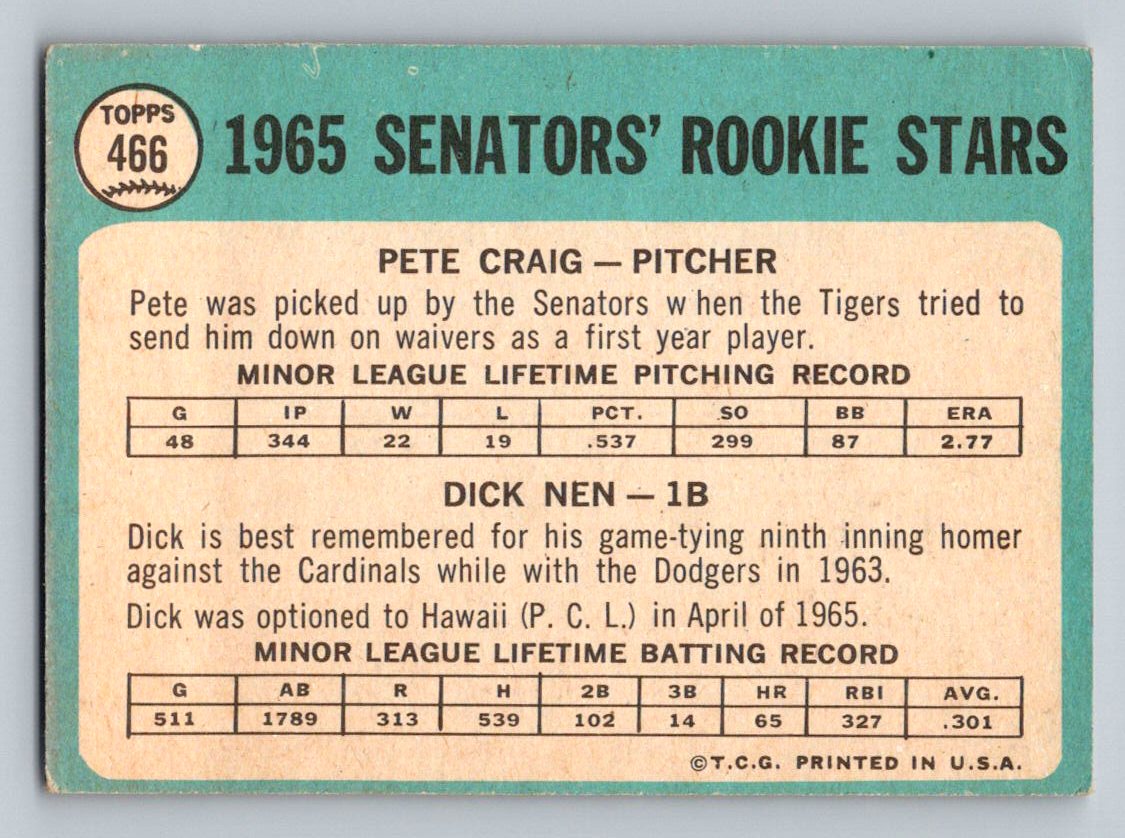 TOPPS
466
1965 SENATORS' ROOKIE STARS
PETE CRAIG — PITCHER
Pete was picked up by the Senators w hen the Tigers tried to
send him down on waivers as a first year player.
MINOR LEAGUE LIFETIME PITCHING RECORD
G IP W L PCT. SO BB ERA
48 344 22 19 .537 299 87 2.77
DICK NEN — 1B
Dick is best remembered for his game-tying ninth inning homer
against the Cardinals while with the Dodgers in 1963.
Dick was optioned to Hawaii (P. C. L.) in April of 1965.
MINOR LEAGUE LIFETIME BATTING RECORD
G AB R H 2B 3B HR RBI AVG.
511 1789 313 539 102 14 65 327 .301
©T.C.G. PRINTED IN U.S.A.